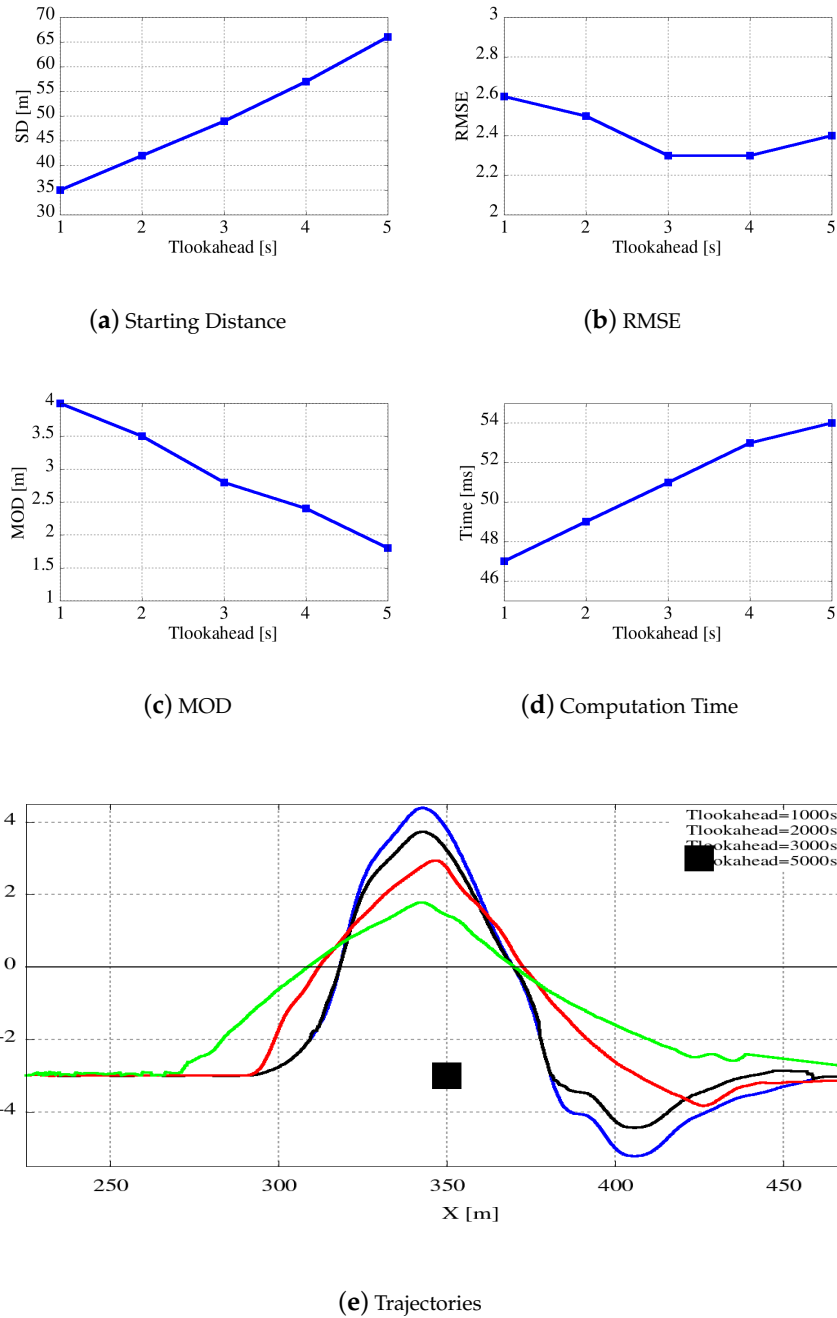 70
65
60
55
50
45
40
35
30
SD [m]
1 2 3 4 5
Tlookahead [s]
(a) Starting Distance
3
2.8
2.6
2.4
2.2
2
RMSE
1 2 3 4 5
Tlookahead [s]
(b) RMSE
4
3.5
3
2.5
2
1.5
1
MOD [m]
1 2 3 4 5
Tlookahead [s]
(c) MOD
54
52
50
48
46
Time [ms]
1 2 3 4 5
Tlookahead [s]
(d) Computation Time
Tlookahead=1000s
Tlookahead=2000s
Tlookahead=3000s
lookahead=5000s
4
2
0
-2
-4
250 300 350 400 450
X [m]
(e) Trajectories